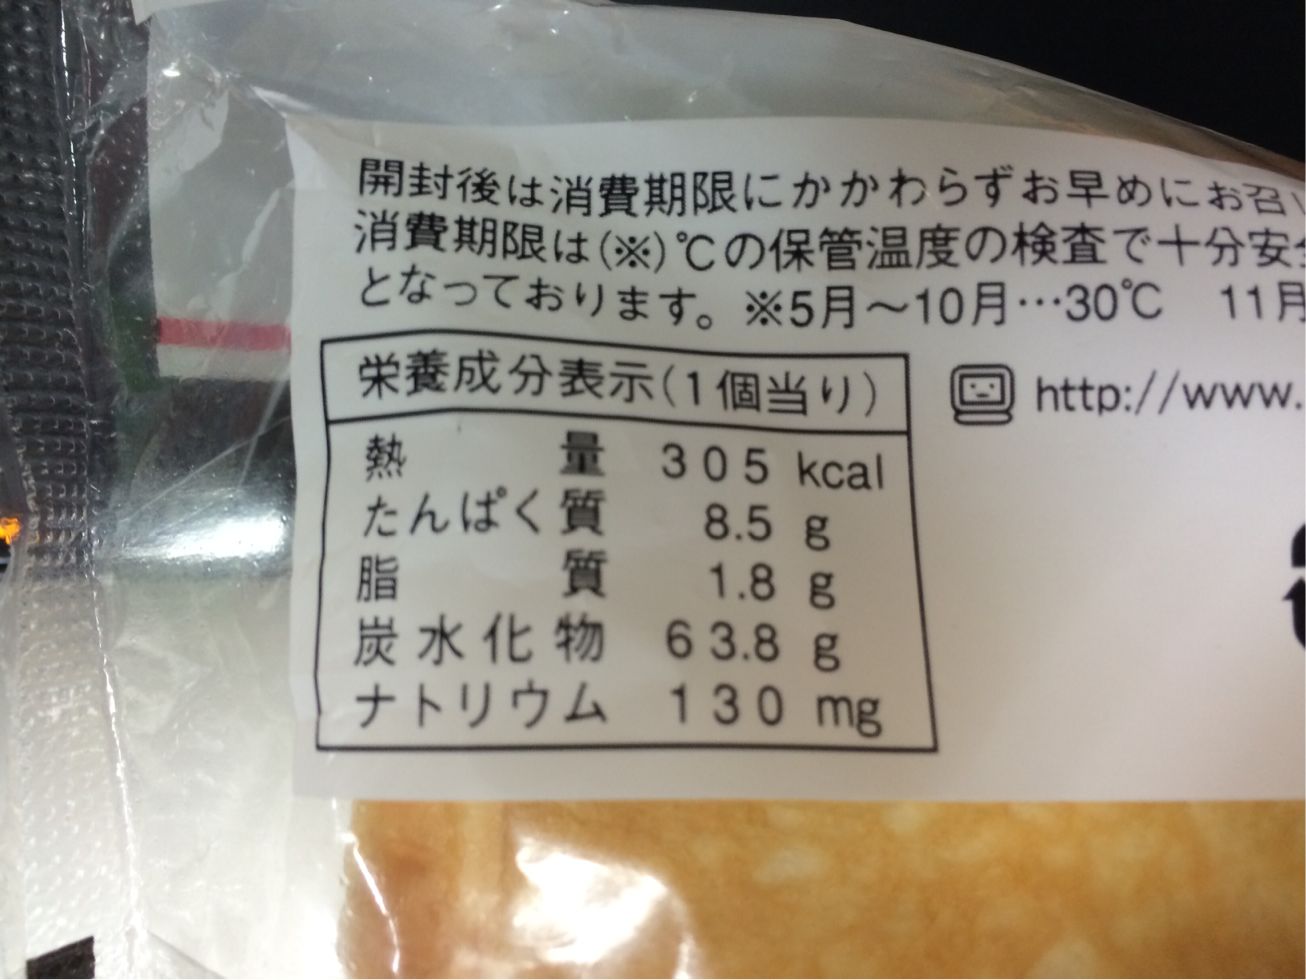 開封後は消費期限にかかわらずお早めにお召
消費期限は(※)℃の保管温度の検査で十分安
となっております。※5月～10月…30℃ 11月
栄養成分表示(1個当り)
http://www.
熱量 305 kcal
たんぱく質 8.5 g
脂質 1.8 g
炭水化物 63.8 g
ナトリウム 130 mg